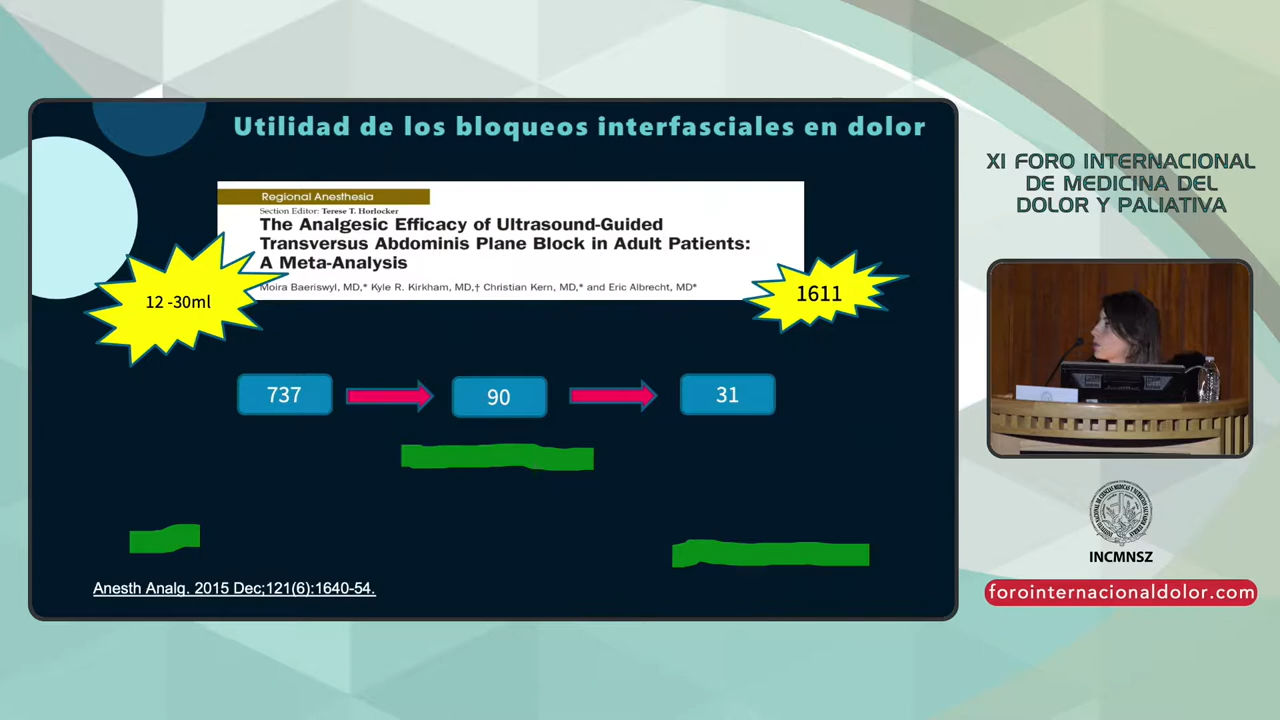 Utilidad de los bloqueos interfasciales en dolor
Regional Anesthesia
Section Editor: Terese T. Horlocker
The Analgesic Efficacy of Ultrasound-Guided
Transversus Abdominis Plane Block in Adult Patients:
A Meta-Analysis
Moira Baeriswyl, MD,* Kyle R. Kirkham, MD,† Christian Kern, MD,* and Eric Albrecht, MD*
12 -30ml
1611
737
90
31
Anesth Analg. 2015 Dec;121(6):1640-54.
XI FORO INTERNACIONAL
DE MEDICINA DEL
DOLOR Y PALIATIVA
INCMNSZ
forointernacionaldolor.com